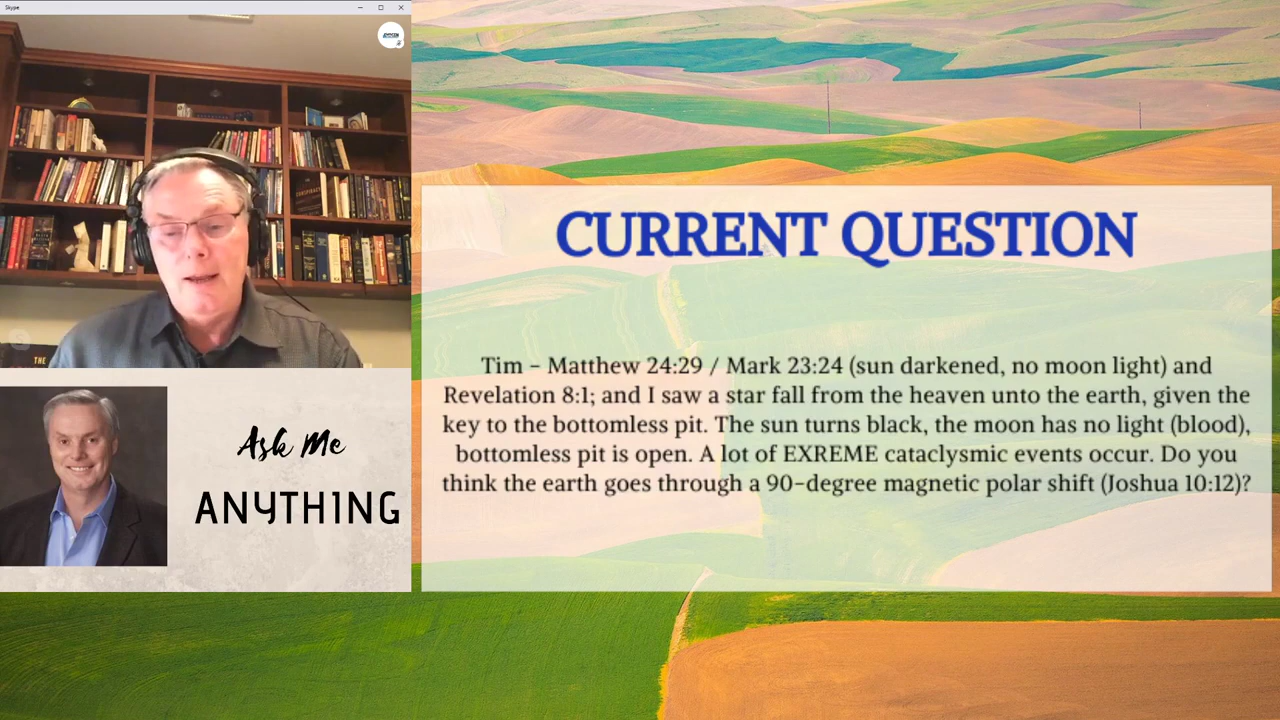 Skype
CONSPIRACY
THE
Ask Me
ANYTHING
CURRENT QUESTION
Tim – Matthew 24:29 / Mark 23:24 (sun darkened, no moon light) and
Revelation 8:1; and I saw a star fall from the heaven unto the earth, given the
key to the bottomless pit. The sun turns black, the moon has no light (blood),
bottomless pit is open. A lot of EXREME cataclysmic events occur. Do you
think the earth goes through a 90-degree magnetic polar shift (Joshua 10:12)?